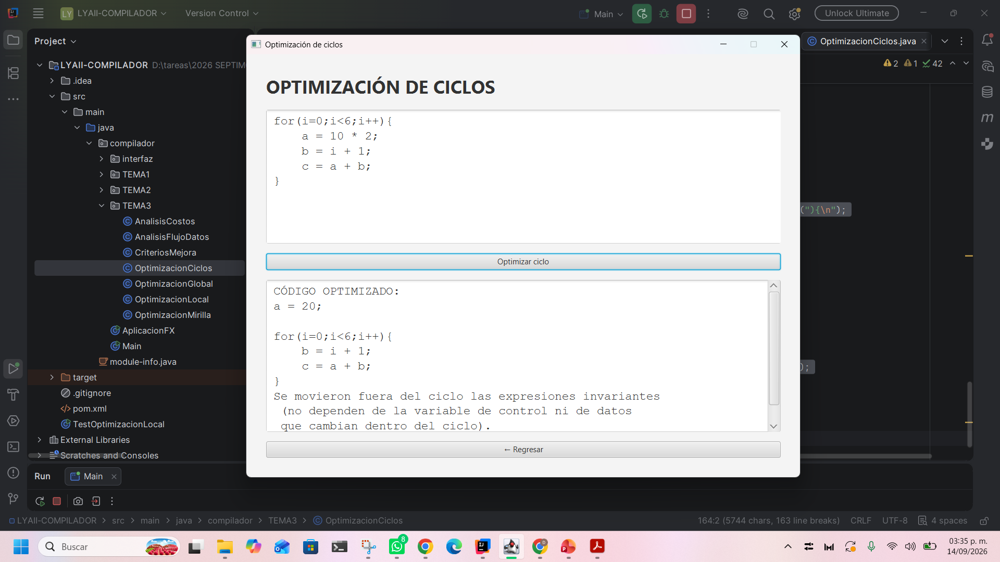 LY LYAII-COMPILADOR
Version Control
Main
Unlock Ultimate
Project
OptimizacionCiclos.java
2 1 42
LYAII-COMPILADOR D:\tareas\2026 SEPTIM
.idea
src
main
java
compilador
interfaz
TEMA1
TEMA2
TEMA3
AnalisisCostos
AnalisisFlujoDatos
CriteriosMejora
OptimizacionCiclos
OptimizacionGlobal
OptimizacionLocal
OptimizacionMirilla
AplicacionFX
Main
module-info.java
target
.gitignore
pom.xml
TestOptimizacionLocal
External Libraries
Scratches and Consoles
Optimización de ciclos
OPTIMIZACIÓN DE CICLOS
for(i=0;i<6;i++){
    a = 10 * 2;
    b = i + 1;
    c = a + b;
}
Optimizar ciclo
CÓDIGO OPTIMIZADO:
a = 20;
for(i=0;i<6;i++){
    b = i + 1;
    c = a + b;
}
Se movieron fuera del ciclo las expresiones invariantes
 (no dependen de la variable de control ni de datos
 que cambian dentro del ciclo).
← Regresar
("){\n");
);
Run Main
LYAII-COMPILADOR > src > main > java > compilador > TEMA3 > OptimizacionCiclos
164:2 (5744 chars, 163 line breaks) CRLF UTF-8 4 spaces
Buscar
8
03:35 p. m.
14/09/2026